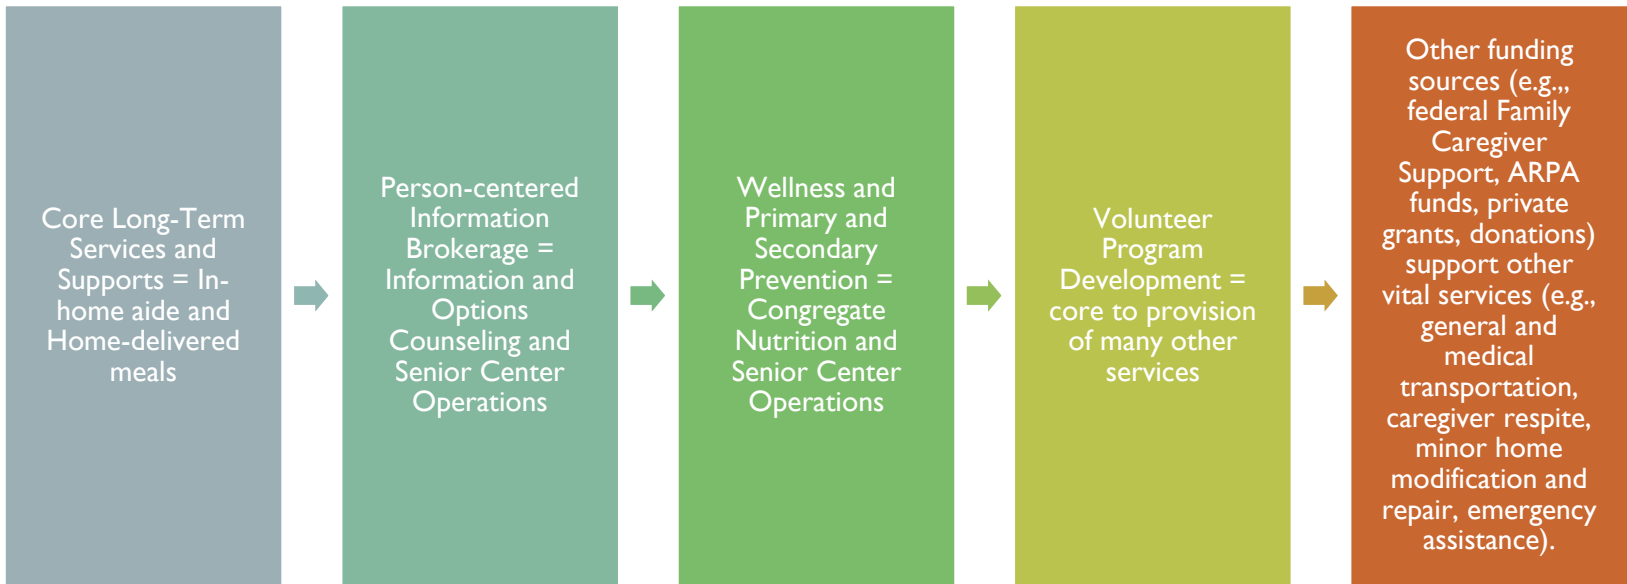 Core Long-Term
Services and
Supports = In-
home aide and
Home-delivered
meals
Person-centered
Information
Brokerage =
Information and
Options
Counseling and
Senior Center
Operations
Wellness and
Primary and
Secondary
Prevention =
Congregate
Nutrition and
Senior Center
Operations
Volunteer
Program
Development =
core to provision
of many other
services
Other funding
sources (e.g.,,
federal Family
Caregiver
Support, ARPA
funds, private
grants, donations)
support other
vital services (e.g.,
general and
medical
transportation,
caregiver respite,
minor home
modification and
repair, emergency
assistance).